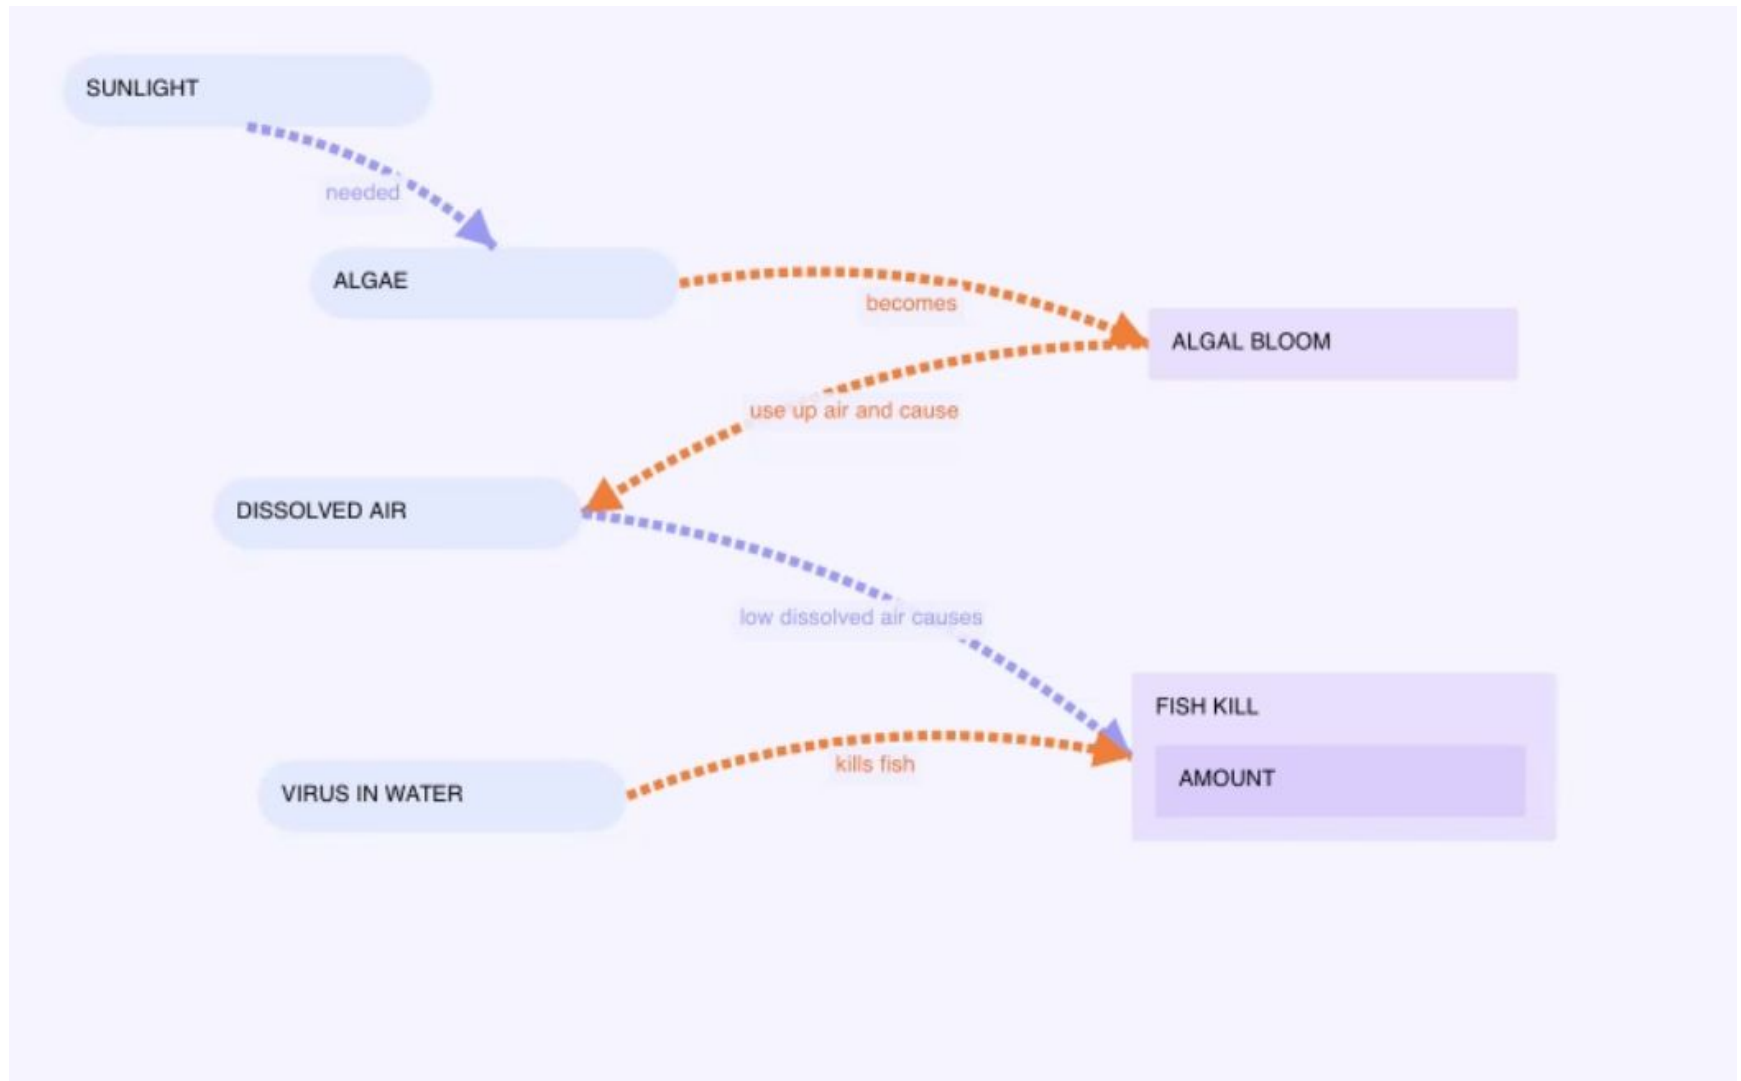 SUNLIGHT
needed
ALGAE
becomes
ALGAL BLOOM
use up air and cause
DISSOLVED AIR
low dissolved air causes
FISH KILL
AMOUNT
kills fish
VIRUS IN WATER